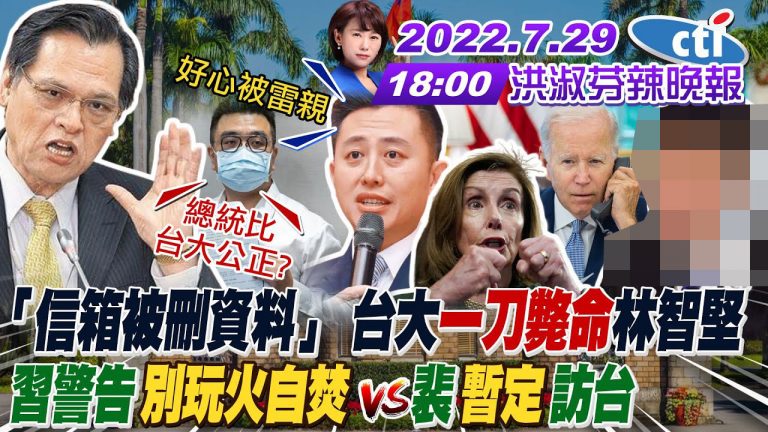 2022.7.29
cti
18:00 洪淑芬辣晚報
好心被雷親
總統比
台大公正?
「信箱被刪資料」 台大一刀斃命林智堅
習警告別玩火自焚 VS裴暫定訪台